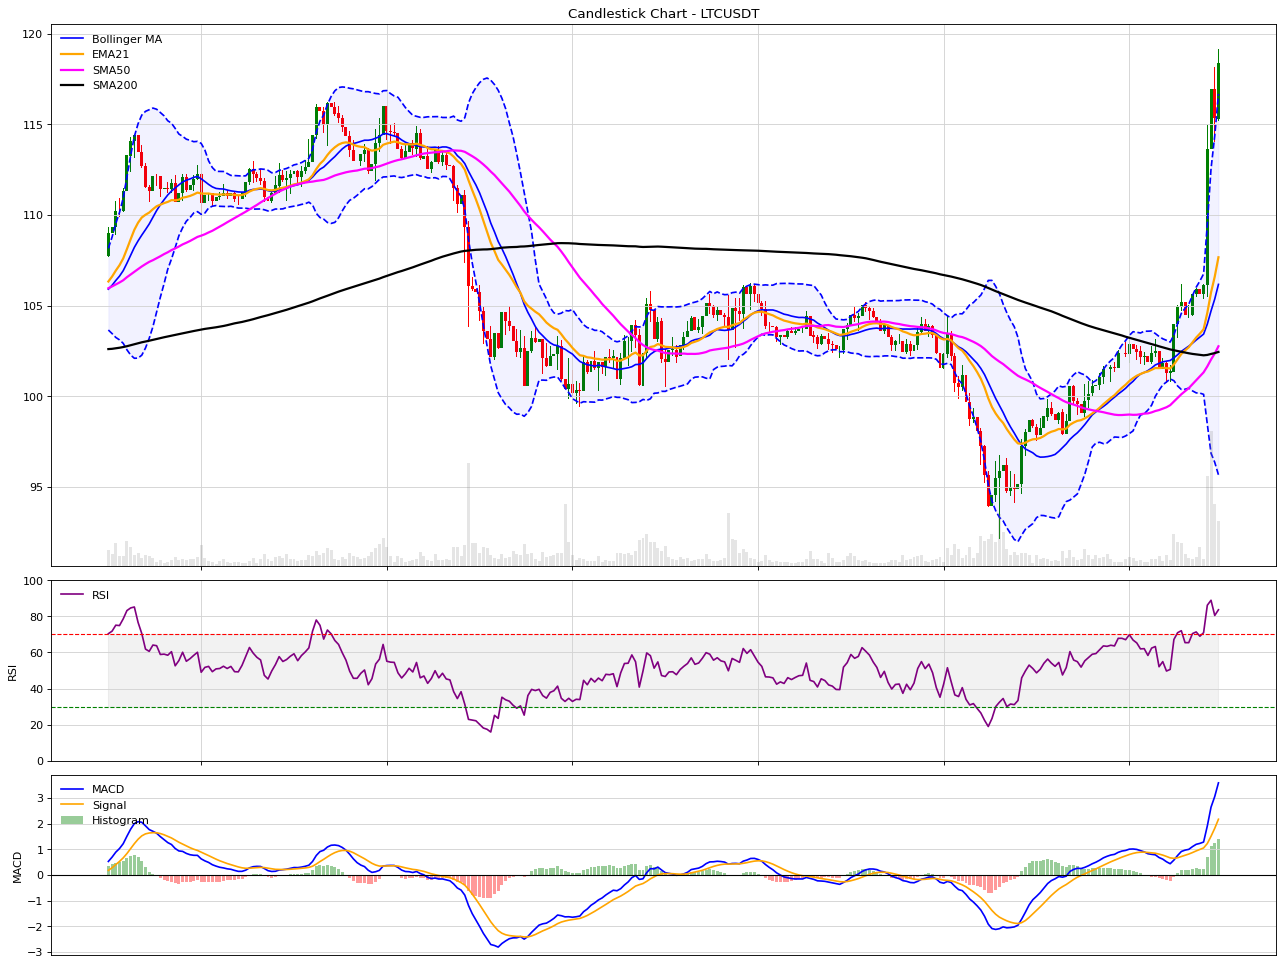 Candlestick Chart - LTCUSDT
120
115
110
105
100
95
Bollinger MA
EMA21
SMA50
SMA200
100
80
60
40
20
0
RSI
RSI
3
2
1
0
−1
−2
−3
MACD
MACD
Signal
Histogram